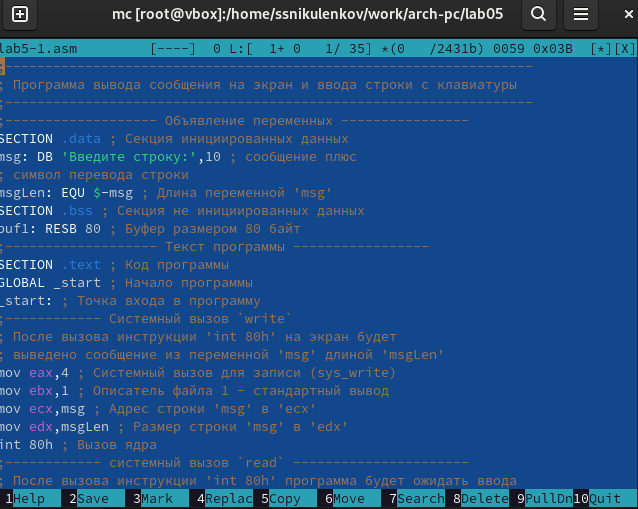 mc [root@vbox]:/home/ssnikulenkov/work/arch-pc/lab05
lab5-1.asm [----] 0 L:[ 1+ 0 1/ 35] *(0 /2431b) 0059 0x03B [*][X]
;------------------------------------------------------------------
; Программа вывода сообщения на экран и ввода строки с клавиатуры
;------------------------------------------------------------------
;------------------- Объявление переменных ----------------
SECTION .data ; Секция инициированных данных
msg: DB 'Введите строку:',10 ; сообщение плюс
; символ перевода строки
msgLen: EQU $-msg ; Длина переменной 'msg'
SECTION .bss ; Секция не инициированных данных
buf1: RESB 80 ; Буфер размером 80 байт
;------------------- Текст программы -----------------
SECTION .text ; Код программы
GLOBAL _start ; Начало программы
_start: ; Точка входа в программу
;------------ Системный вызов `write`
; После вызова инструкции 'int 80h' на экран будет
; выведено сообщение из переменной 'msg' длиной 'msgLen'
mov eax,4 ; Системный вызов для записи (sys_write)
mov ebx,1 ; Описатель файла 1 - стандартный вывод
mov ecx,msg ; Адрес строки 'msg' в 'ecx'
mov edx,msgLen ; Размер строки 'msg' в 'edx'
int 80h ; Вызов ядра
;------------ системный вызов `read` ----------------------
; После вызова инструкции 'int 80h' программа будет ожидать ввода
1Help 2Save 3Mark 4Replac 5Copy 6Move 7Search 8Delete 9PullDn 10Quit